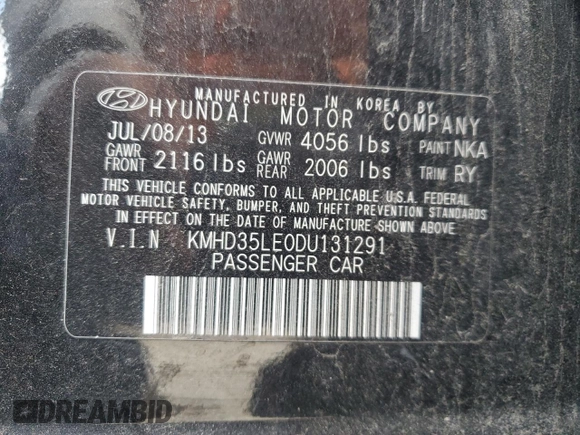 MANUFACTURED IN KOREA BY
HYUNDAI MOTOR COMPANY
JUL/08/13 GVWR 4056 lbs PAINT NKA
GAWR FRONT 2116 lbs GAWR REAR 2006 lbs TRIM RY
THIS VEHICLE CONFORMS TO ALL APPLICABLE U.S.A. FEDERAL
MOTOR VEHICLE SAFETY, BUMPER, AND THEFT PREVENTION STANDARDS
IN EFFECT ON THE DATE OF MANUFACTURE SHOWN ABOVE
V.I.N KMHD35LE0DU131291
PASSENGER CAR
DREAMBID